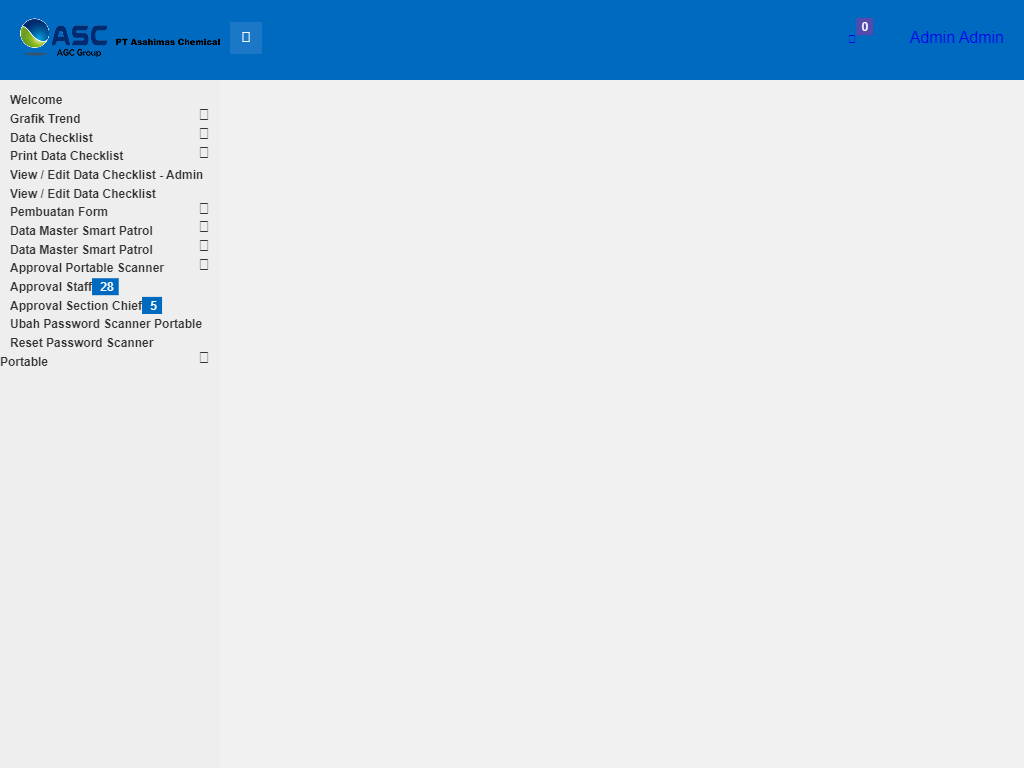 ASC PT Asahimas Chemical
AGC Group
0
Admin Admin
Welcome
Grafik Trend
Data Checklist
Print Data Checklist
View / Edit Data Checklist - Admin
View / Edit Data Checklist
Pembuatan Form
Data Master Smart Patrol
Data Master Smart Patrol
Approval Portable Scanner
Approval Staff 28
Approval Section Chief 5
Ubah Password Scanner Portable
Reset Password Scanner
Portable